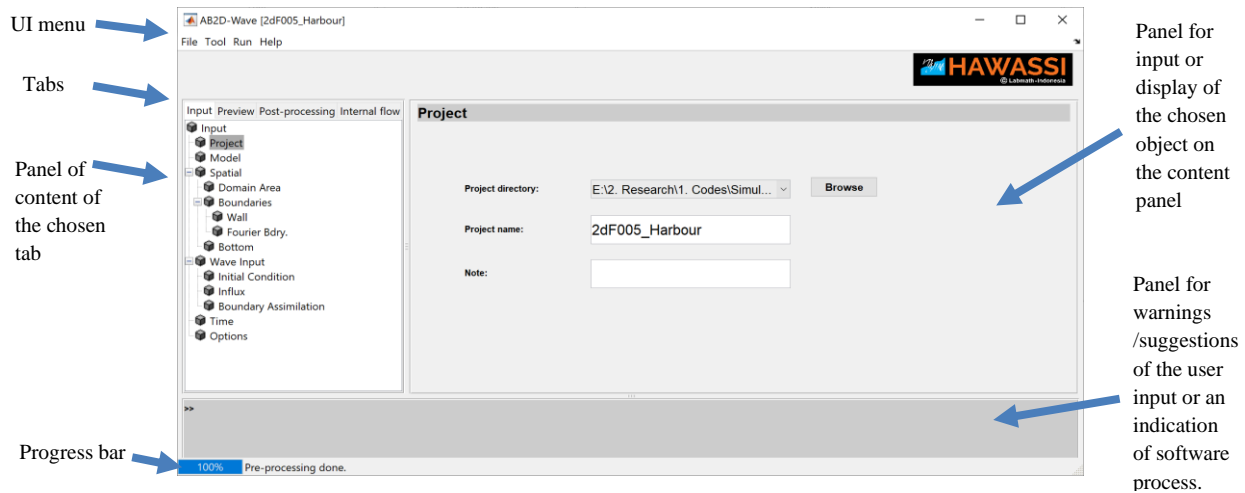 UI menu
Tabs
Panel of
content of
the chosen
tab
Progress bar
AB2D-Wave [2dF005_Harbour]
File Tool Run Help
HAWASSI
© Labmath-Indonesia
Input Preview Post-processing Internal flow
Input
Project
Model
Spatial
Domain Area
Boundaries
Wall
Fourier Bdry.
Bottom
Wave Input
Initial Condition
Influx
Boundary Assimilation
Time
Options
Project
Project directory: E:\2. Research\1. Codes\Simul... Browse
Project name: 2dF005_Harbour
Note:
>>
100% Pre-processing done.
Panel for
input or
display of
the chosen
object on
the content
panel
Panel for
warnings
/suggestions
of the user
input or an
indication
of software
process.